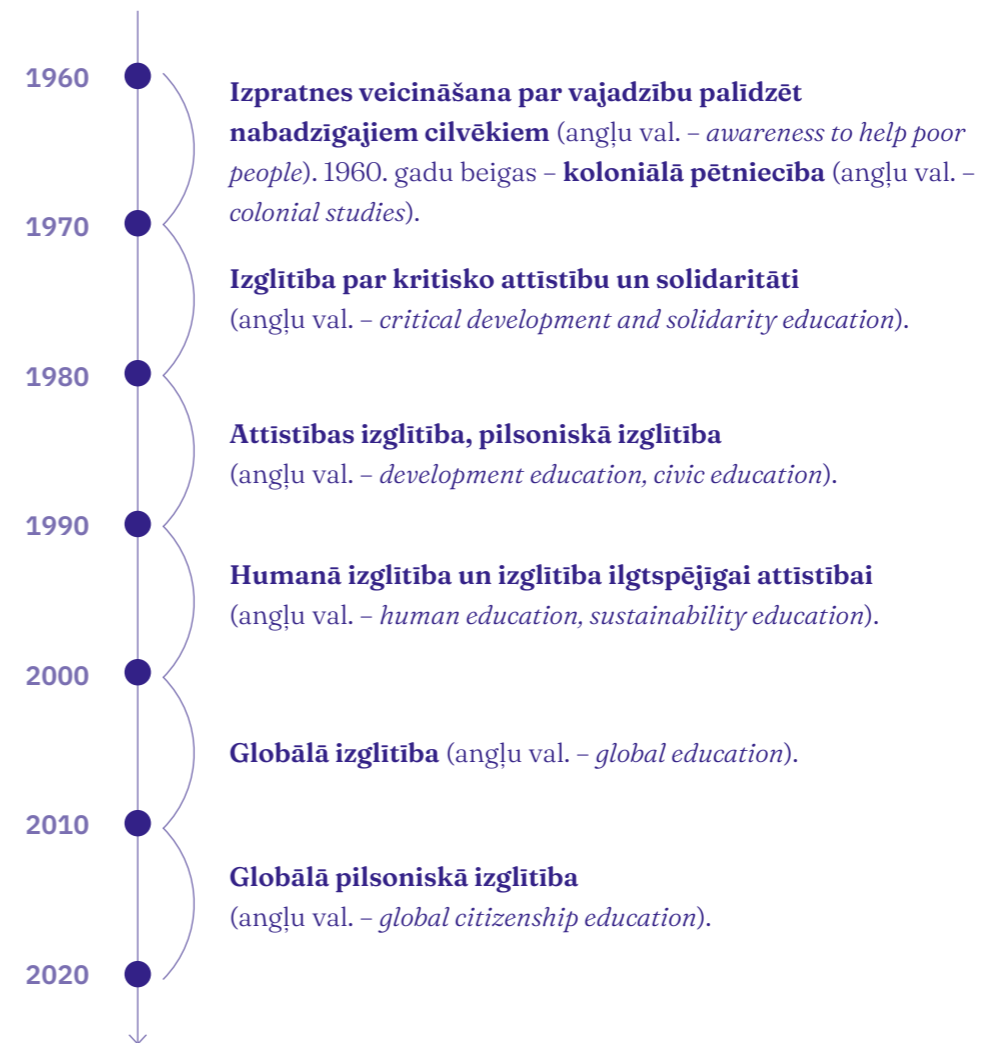 1960
Izpratnes veicināšana par vajadzību palīdzēt
nabadzīgajiem cilvēkiem (angļu val. – awareness to help poor
people). 1960. gadu beigas – koloniālā pētniecība (angļu val. –
colonial studies).
1970
Izglītība par kritisko attīstību un solidaritāti
(angļu val. – critical development and solidarity education).
1980
Attīstības izglītība, pilsoniskā izglītība
(angļu val. – development education, civic education).
1990
Humanā izglītība un izglītība ilgtspējīgai attīstībai
(angļu val. – human education, sustainability education).
2000
Globālā izglītība (angļu val. – global education).
2010
Globālā pilsoniskā izglītība
(angļu val. – global citizenship education).
2020